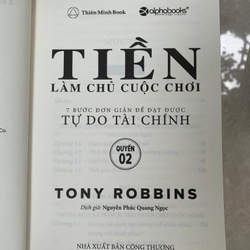 Thiên Minh Book
alphabooks
TIỀN
LÀM CHỦ CUỘC CHƠI
7 BƯỚC ĐƠN GIẢN ĐỂ ĐẠT ĐƯỢC
TỰ DO TÀI CHÍNH
QUYỂN
02
TONY ROBBINS
Dịch giả: Nguyễn Phúc Quang Ngọc
NHÀ XUẤT BẢN CÔNG THƯƠNG
Co.